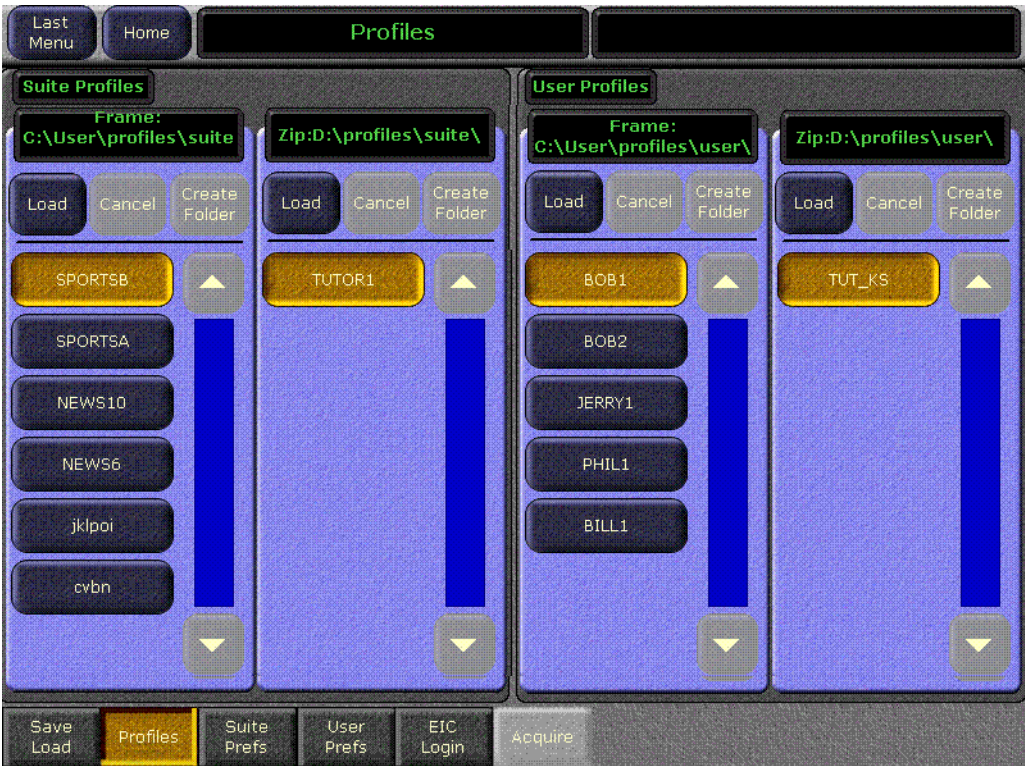 Last
Menu
Home
Profiles
Suite Profiles
Frame:
C:\User\profiles\suite
Load
Cancel
Create
Folder
SPORTSB
SPORTSA
NEWS10
NEWS6
jklpoi
cvbn
Zip:D:\profiles\suite\
Load
Cancel
Create
Folder
TUTOR1
User Profiles
Frame:
C:\User\profiles\user\
Load
Cancel
Create
Folder
BOB1
BOB2
JERRY1
PHIL1
BILL1
Zip:D:\profiles\user\
Load
Cancel
Create
Folder
TUT_KS
Save
Load
Profiles
Suite
Prefs
User
Prefs
EIC
Login
Acquire